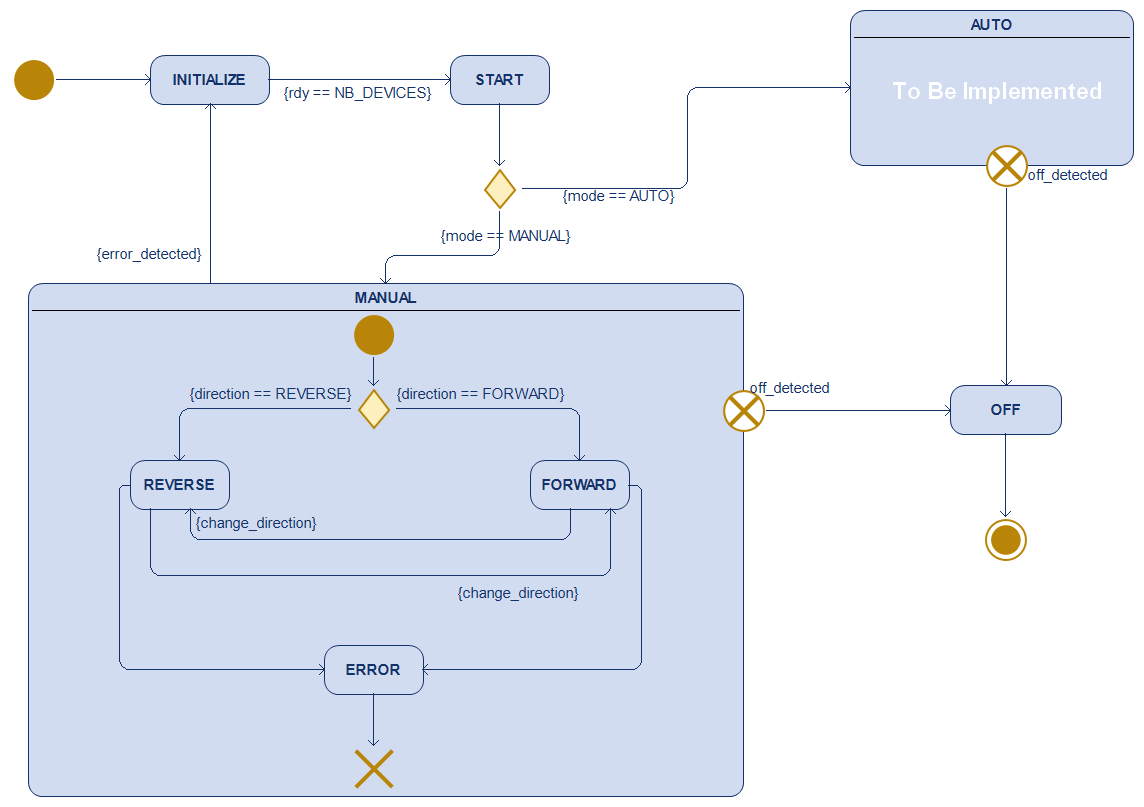 AUTO
INITIALIZE
START
{rdy == NB_DEVICES}
To Be Implemented
off_detected
{mode == AUTO}
{mode == MANUAL}
{error_detected}
MANUAL
{direction == REVERSE}
{direction == FORWARD}
off_detected
OFF
REVERSE
FORWARD
{change_direction}
{change_direction}
ERROR